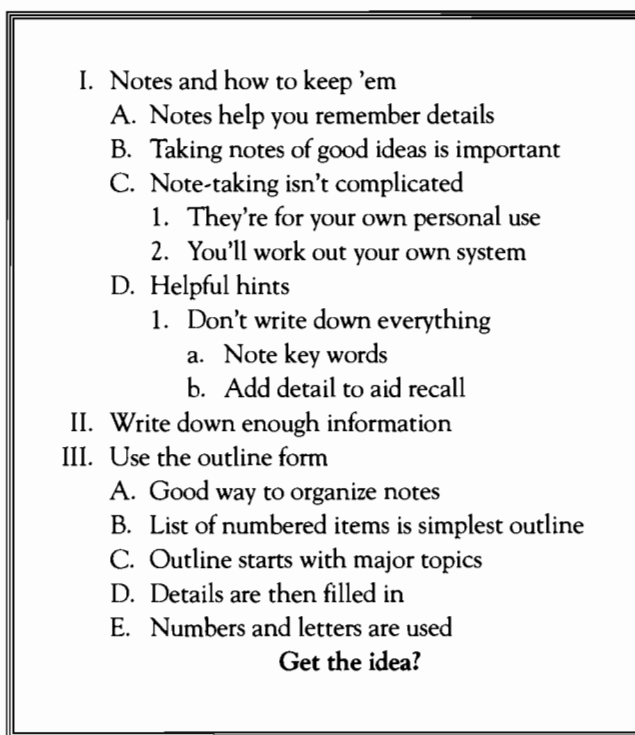 I. Notes and how to keep ’em
A. Notes help you remember details
B. Taking notes of good ideas is important
C. Note-taking isn't complicated
1. They're for your own personal use
2. You'll work out your own system
D. Helpful hints
1. Don't write down everything
a. Note key words
b. Add detail to aid recall
II. Write down enough information
III. Use the outline form
A. Good way to organize notes
B. List of numbered items is simplest outline
C. Outline starts with major topics
D. Details are then filled in
E. Numbers and letters are used
Get the idea?